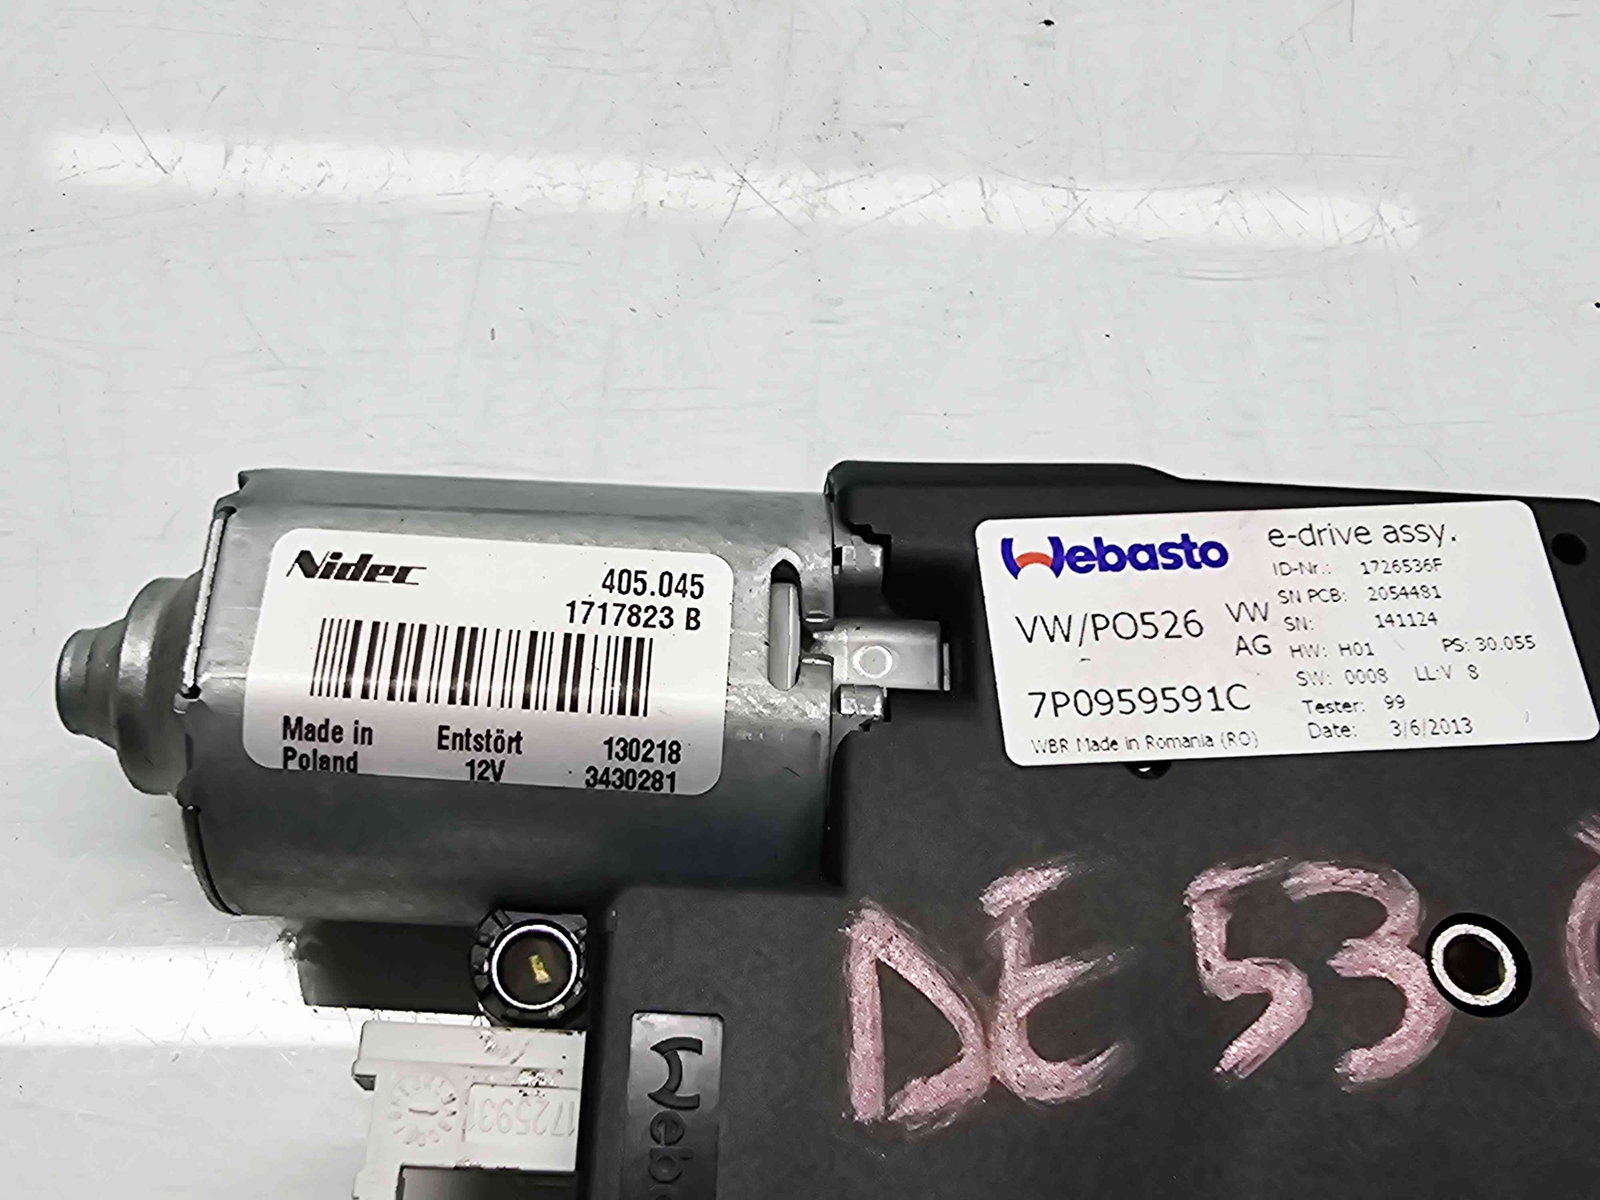 Nidec
405.045
1717823 B
Made in Poland
Entstört
12V
130218
3430281
Webasto
e-drive assy.
ID-Nr.: 1726536F
SN PCB: 2054481
VW/PO526
VW AG
SN: 141124
HW: H01 PS: 30.055
SW: 0008 LL:V 8
7P0959591C
Tester: 99
WBR Made in Romania (RO)
Date: 3/6/2013
DE 53
1725931